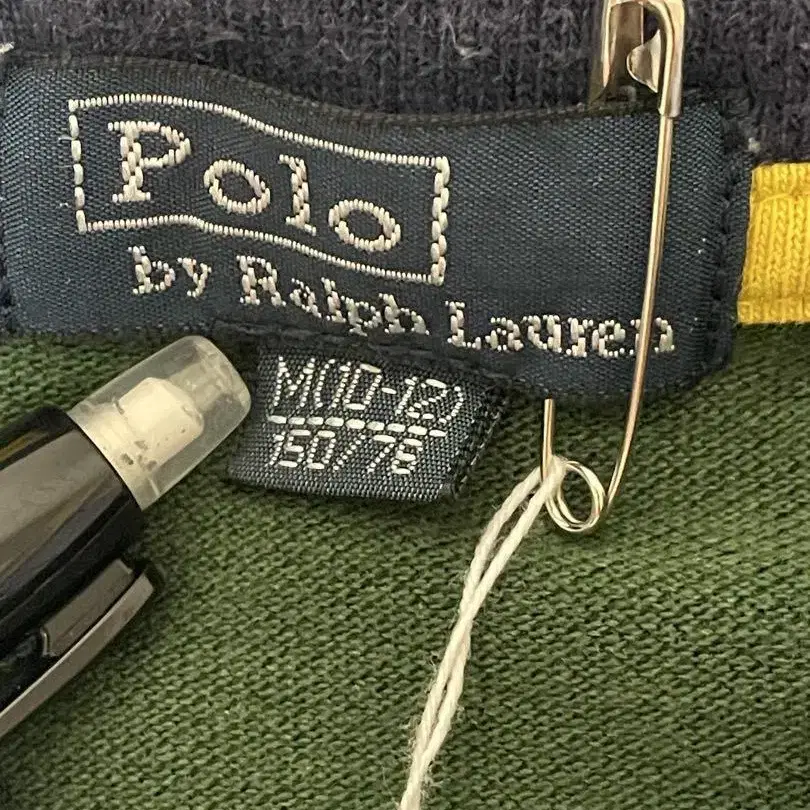 Polo
by Ralph Lauren
M(10-12)
150/76